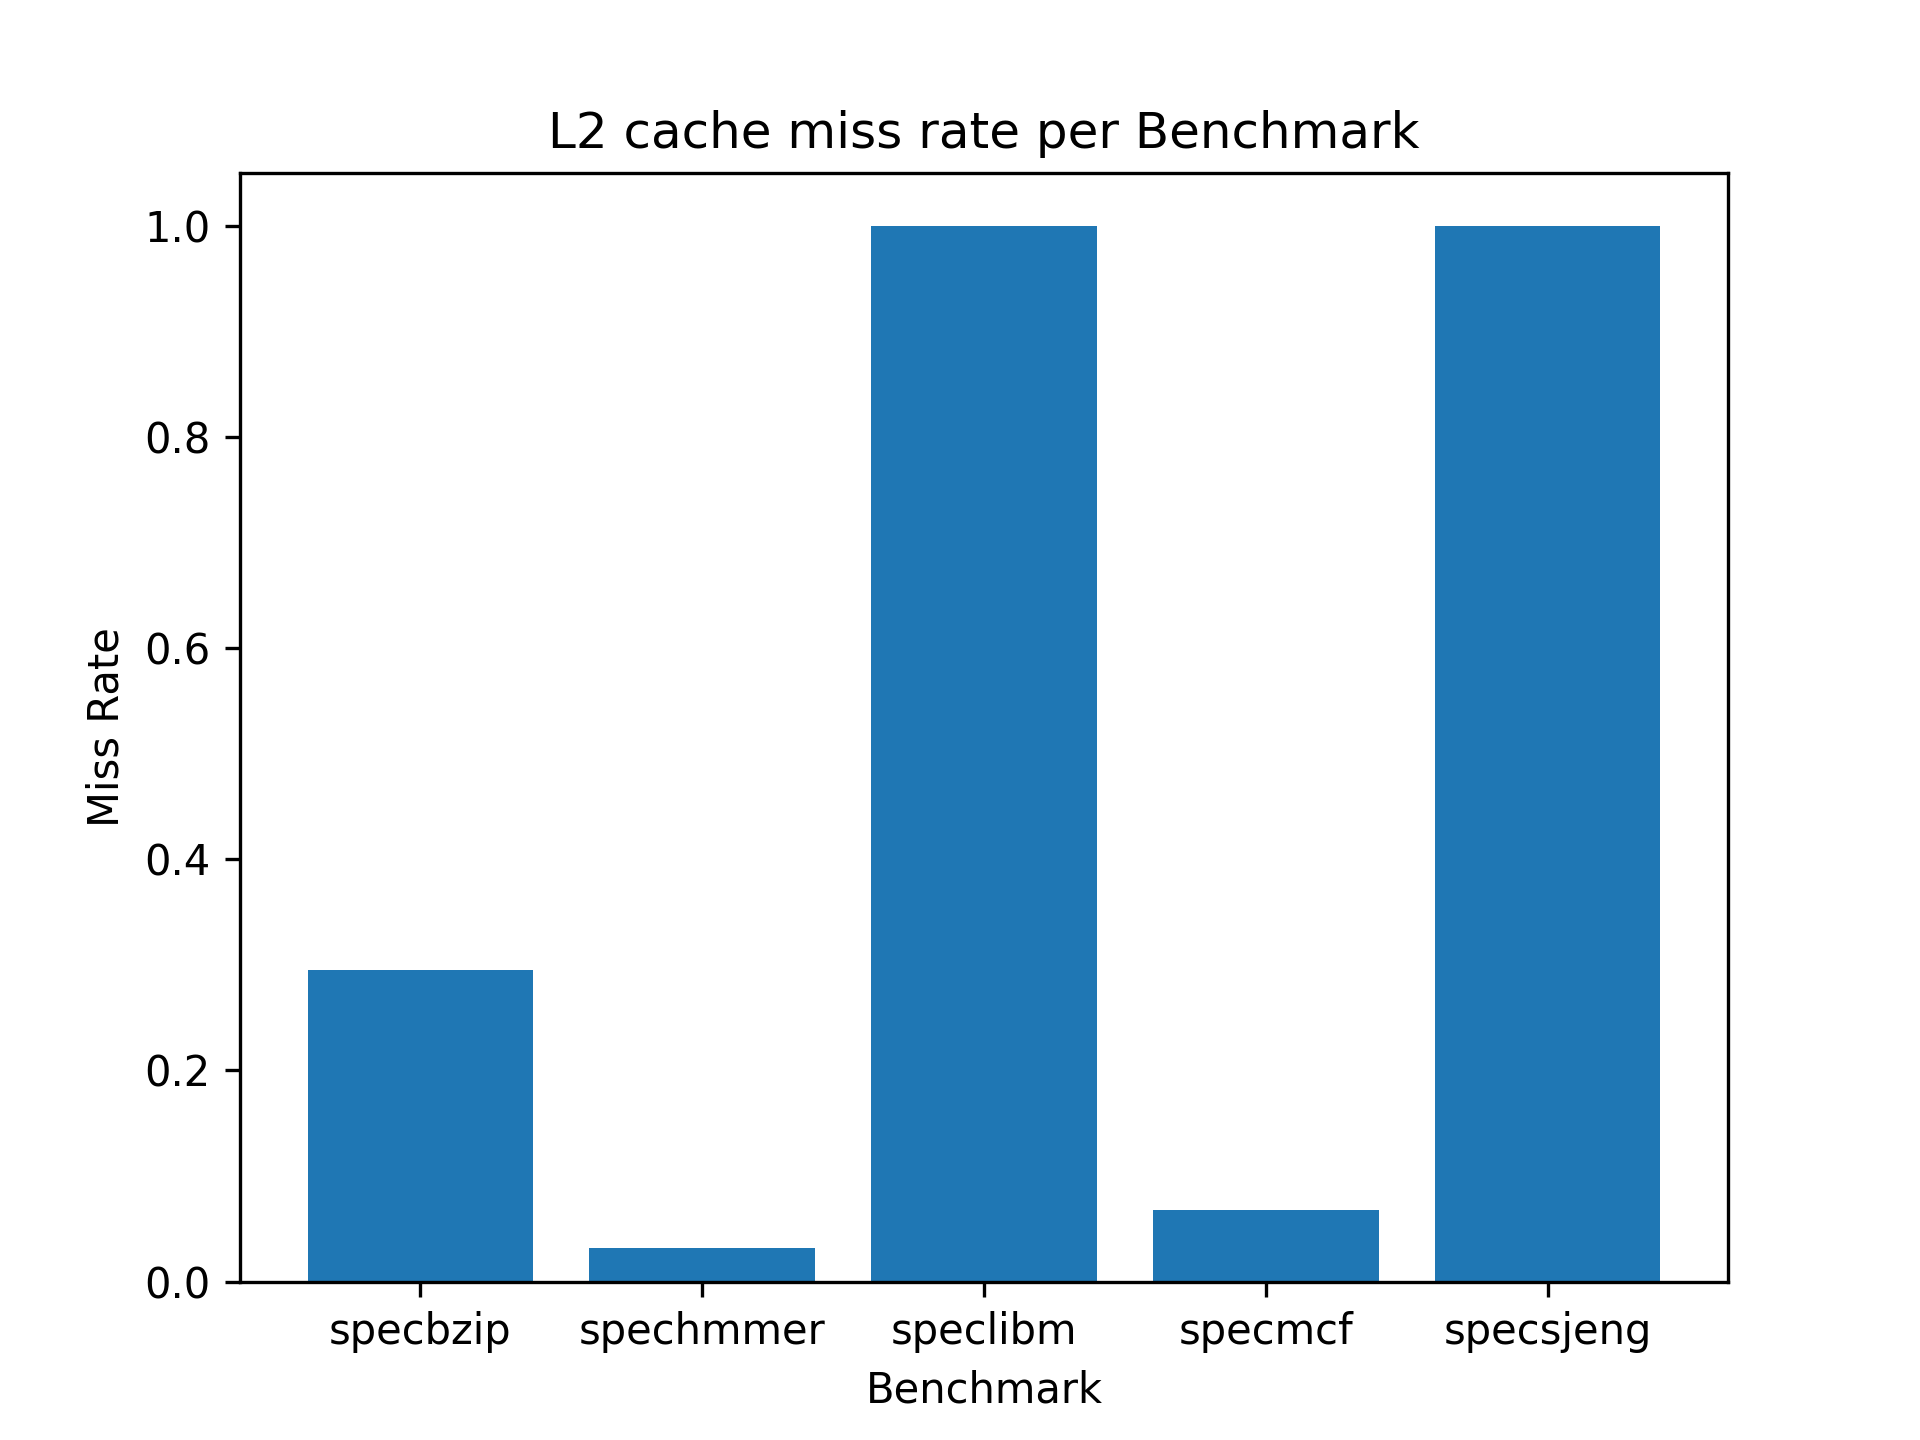 L2 cache miss rate per Benchmark
1.0
0.8
0.6
0.4
0.2
0.0
Miss Rate
specbzip spechmmer speclibm specmcf specsjeng
Benchmark